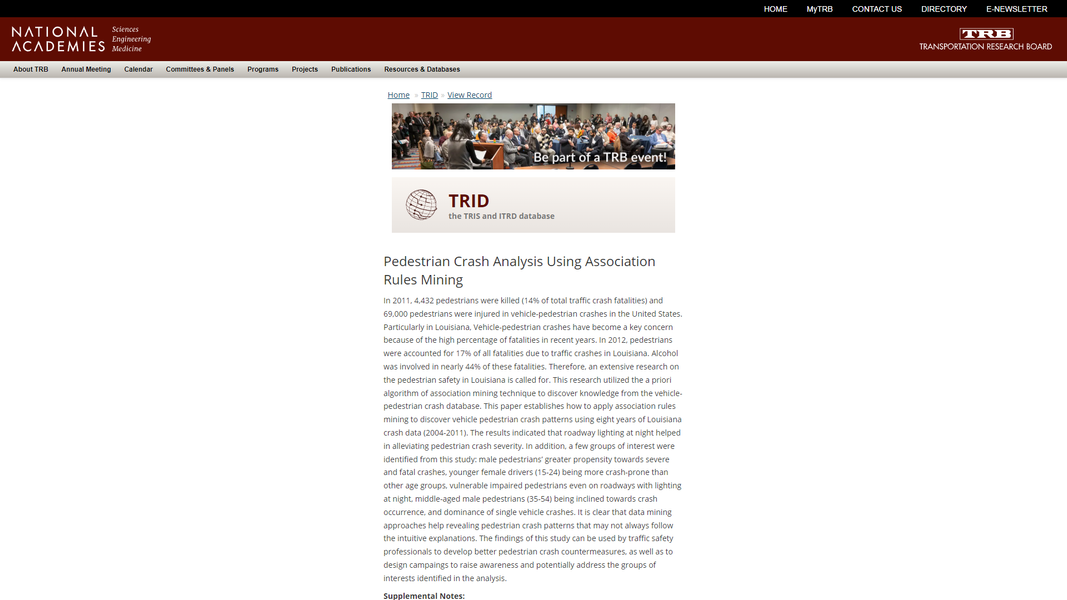 HOME MyTRB CONTACT US DIRECTORY E-NEWSLETTER
NATIONAL ACADEMIES
Sciences
Engineering
Medicine
TRB
TRANSPORTATION RESEARCH BOARD
About TRB Annual Meeting Calendar Committees & Panels Programs Projects Publications Resources & Databases
Home » TRID » View Record
Be part of a TRB event!
TRID
the TRIS and ITRD database
Pedestrian Crash Analysis Using Association
Rules Mining
In 2011, 4,432 pedestrians were killed (14% of total traffic crash fatalities) and
69,000 pedestrians were injured in vehicle-pedestrian crashes in the United States.
Particularly in Louisiana, Vehicle-pedestrian crashes have become a key concern
because of the high percentage of fatalities in recent years. In 2012, pedestrians
were accounted for 17% of all fatalities due to traffic crashes in Louisiana. Alcohol
was involved in nearly 44% of these fatalities. Therefore, an extensive research on
the pedestrian safety in Louisiana is called for. This research utilized the a priori
algorithm of association mining technique to discover knowledge from the vehicle-
pedestrian crash database. This paper establishes how to apply association rules
mining to discover vehicle pedestrian crash patterns using eight years of Louisiana
crash data (2004-2011). The results indicated that roadway lighting at night helped
in alleviating pedestrian crash severity. In addition, a few groups of interest were
identified from this study: male pedestrians' greater propensity towards severe
and fatal crashes, younger female drivers (15-24) being more crash-prone than
other age groups, vulnerable impaired pedestrians even on roadways with lighting
at night, middle-aged male pedestrians (35-54) being inclined towards crash
occurrence, and dominance of single vehicle crashes. It is clear that data mining
approaches help revealing pedestrian crash patterns that may not always follow
the intuitive explanations. The findings of this study can be used by traffic safety
professionals to develop better pedestrian crash countermeasures, as well as to
design campaings to raise awareness and potentially address the groups of
interests identified in the analysis.
Supplemental Notes: